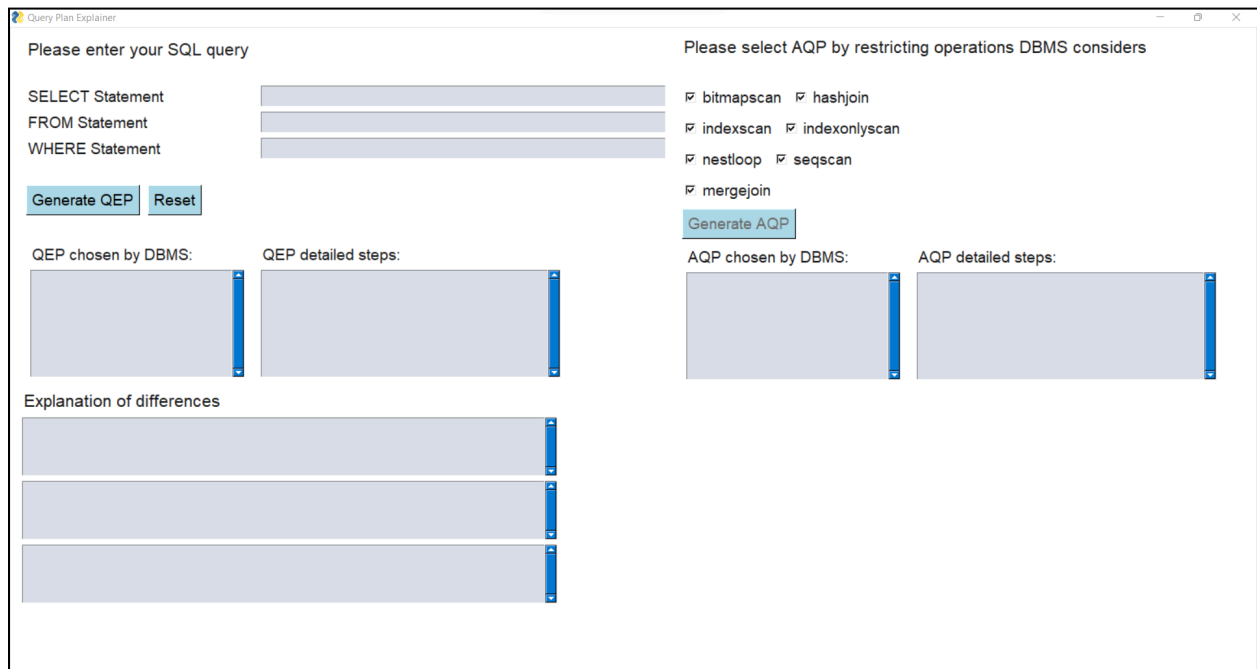 Query Plan Explainer
Please enter your SQL query
SELECT Statement
FROM Statement
WHERE Statement
Generate QEP Reset
QEP chosen by DBMS: QEP detailed steps:
Explanation of differences
Please select AQP by restricting operations DBMS considers
bitmapscan hashjoin
indexscan indexonlyscan
nestloop seqscan
mergejoin
Generate AQP
AQP chosen by DBMS: AQP detailed steps: